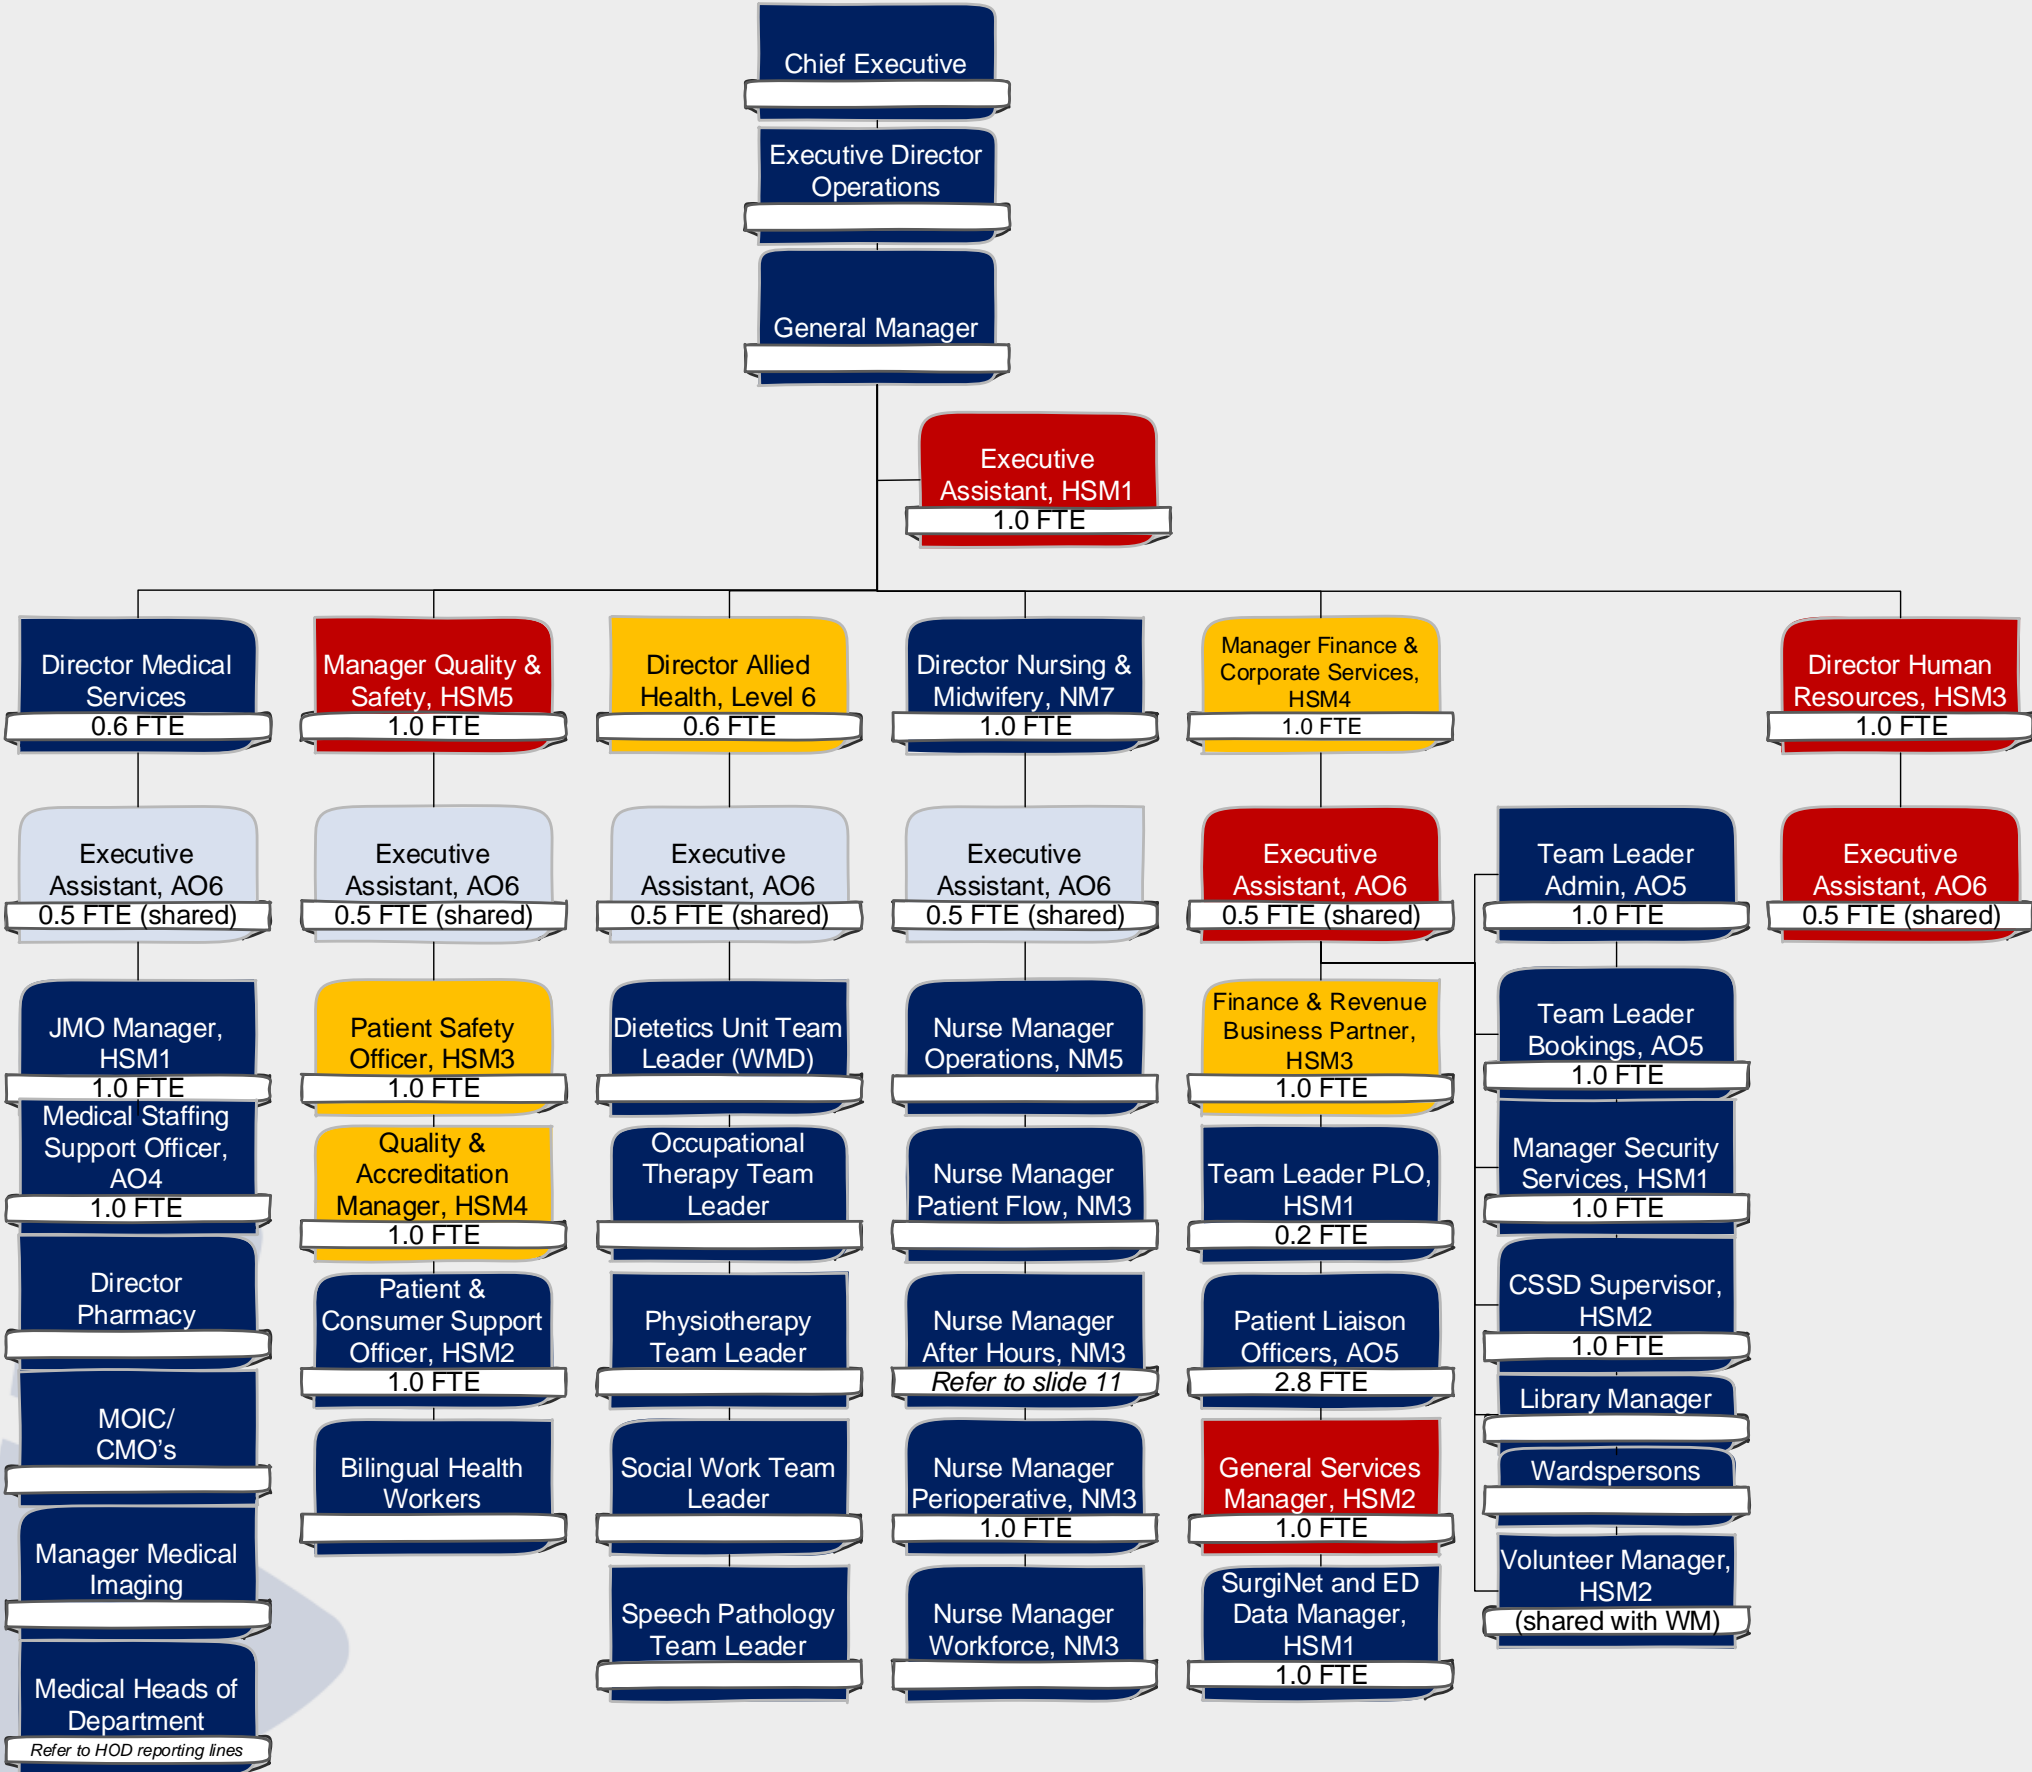 Chief Executive
Executive Director
Operations
General Manager
Executive
Assistant, HSM1
1.0 FTE
Director Medical
Services
0.6 FTE
Manager Quality &
Safety, HSM5
1.0 FTE
Director Allied
Health, Level 6
0.6 FTE
Director Nursing &
Midwifery, NM7
1.0 FTE
Manager Finance &
Corporate Services,
HSM4
1.0 FTE
Director Human
Resources, HSM3
1.0 FTE
Executive
Assistant, AO6
0.5 FTE (shared)
Executive
Assistant, AO6
0.5 FTE (shared)
Executive
Assistant, AO6
0.5 FTE (shared)
Executive
Assistant, AO6
0.5 FTE (shared)
Executive
Assistant, AO6
0.5 FTE (shared)
Team Leader
Admin, AO5
1.0 FTE
Executive
Assistant, AO6
0.5 FTE (shared)
JMO Manager,
HSM1
1.0 FTE
Medical Staffing
Support Officer,
AO4
1.0 FTE
Director
Pharmacy
MOIC/
CMO’s
Manager Medical
Imaging
Medical Heads of
Department
Refer to HOD reporting lines
Patient Safety
Officer, HSM3
1.0 FTE
Quality &
Accreditation
Manager, HSM4
1.0 FTE
Patient &
Consumer Support
Officer, HSM2
1.0 FTE
Bilingual Health
Workers
Dietetics Unit Team
Leader (WMD)
Occupational
Therapy Team
Leader
Physiotherapy
Team Leader
Social Work Team
Leader
Speech Pathology
Team Leader
Nurse Manager
Operations, NM5
Nurse Manager
Patient Flow, NM3
Nurse Manager
After Hours, NM3
Refer to slide 11
Nurse Manager
Perioperative, NM3
1.0 FTE
Nurse Manager
Workforce, NM3
Finance & Revenue
Business Partner,
HSM3
1.0 FTE
Team Leader PLO,
HSM1
0.2 FTE
Patient Liaison
Officers, AO5
2.8 FTE
General Services
Manager, HSM2
1.0 FTE
SurgiNet and ED
Data Manager,
HSM1
1.0 FTE
Team Leader
Bookings, AO5
1.0 FTE
Manager Security
Services, HSM1
1.0 FTE
CSSD Supervisor,
HSM2
1.0 FTE
Library Manager
Wardspersons
Volunteer Manager,
HSM2
(shared with WM)